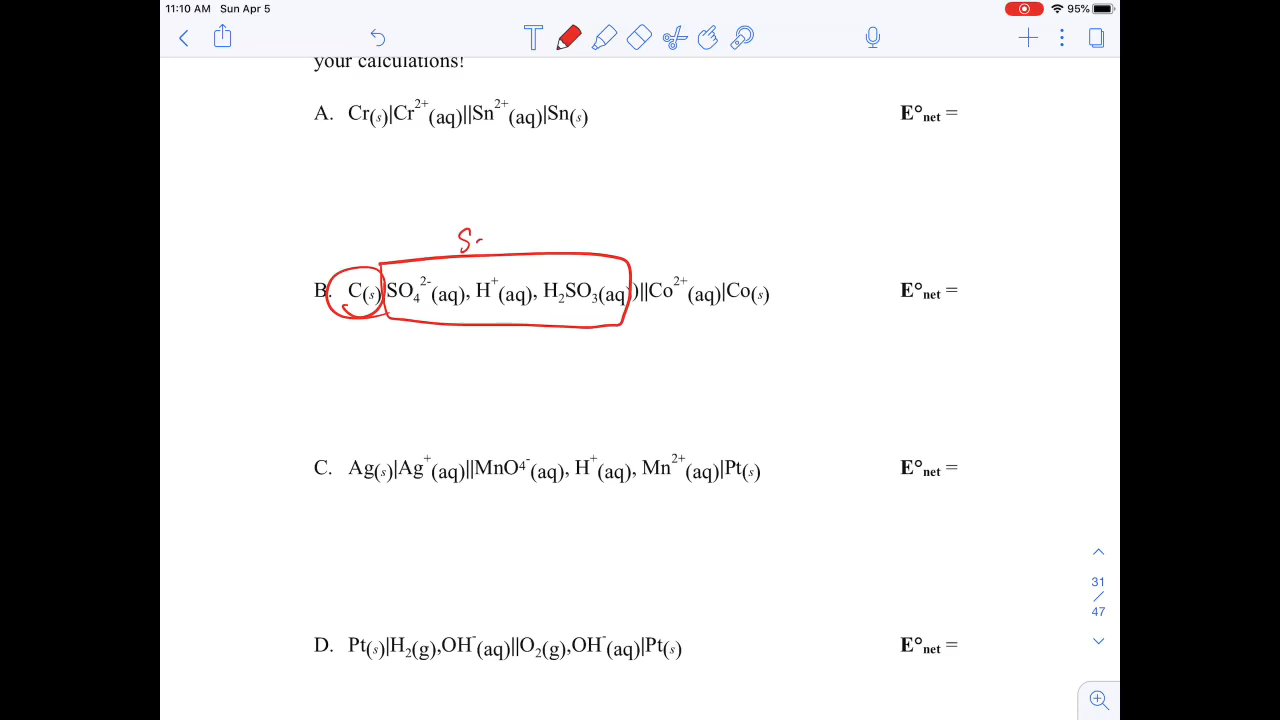 11:10 AM Sun Apr 5
95%
your calculations!
A. Cr(s)|Cr²⁺(aq)||Sn²⁺(aq)|Sn(s) E°net =
S
B. C(s)|SO₄²⁻(aq), H⁺(aq), H₂SO₃(aq)||Co²⁺(aq)|Co(s) E°net =
C. Ag(s)|Ag⁺(aq)||MnO⁴⁻(aq), H⁺(aq), Mn²⁺(aq)|Pt(s) E°net =
31
/
47
D. Pt(s)|H₂(g),OH⁻(aq)||O₂(g),OH⁻(aq)|Pt(s) E°net =